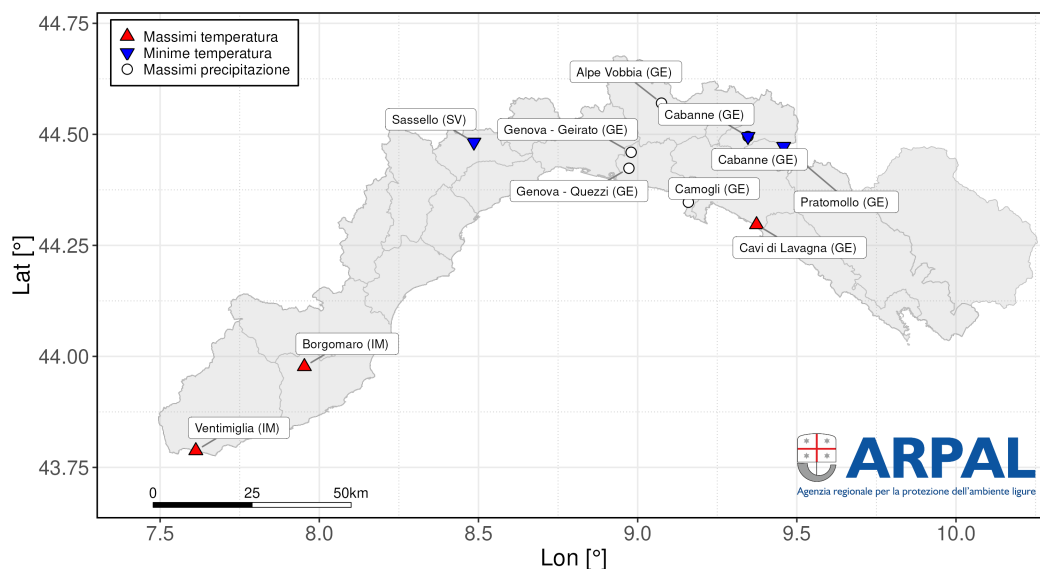 Massimi temperatura
Minime temperatura
Massimi precipitazione
Alpe Vobbia (GE)
Cabanne (GE)
Sassello (SV)
Genova - Geirato (GE)
Cabanne (GE)
Genova - Quezzi (GE)
Camogli (GE)
Pratomollo (GE)
Cavi di Lavagna (GE)
Borgomaro (IM)
Ventimiglia (IM)
44.75
44.50
44.25
44.00
43.75
Lat [°]
0 25 50km
ARPAL
Agenzia regionale per la protezione dell'ambiente ligure
7.5 8.0 8.5 9.0 9.5 10.0
Lon [°]